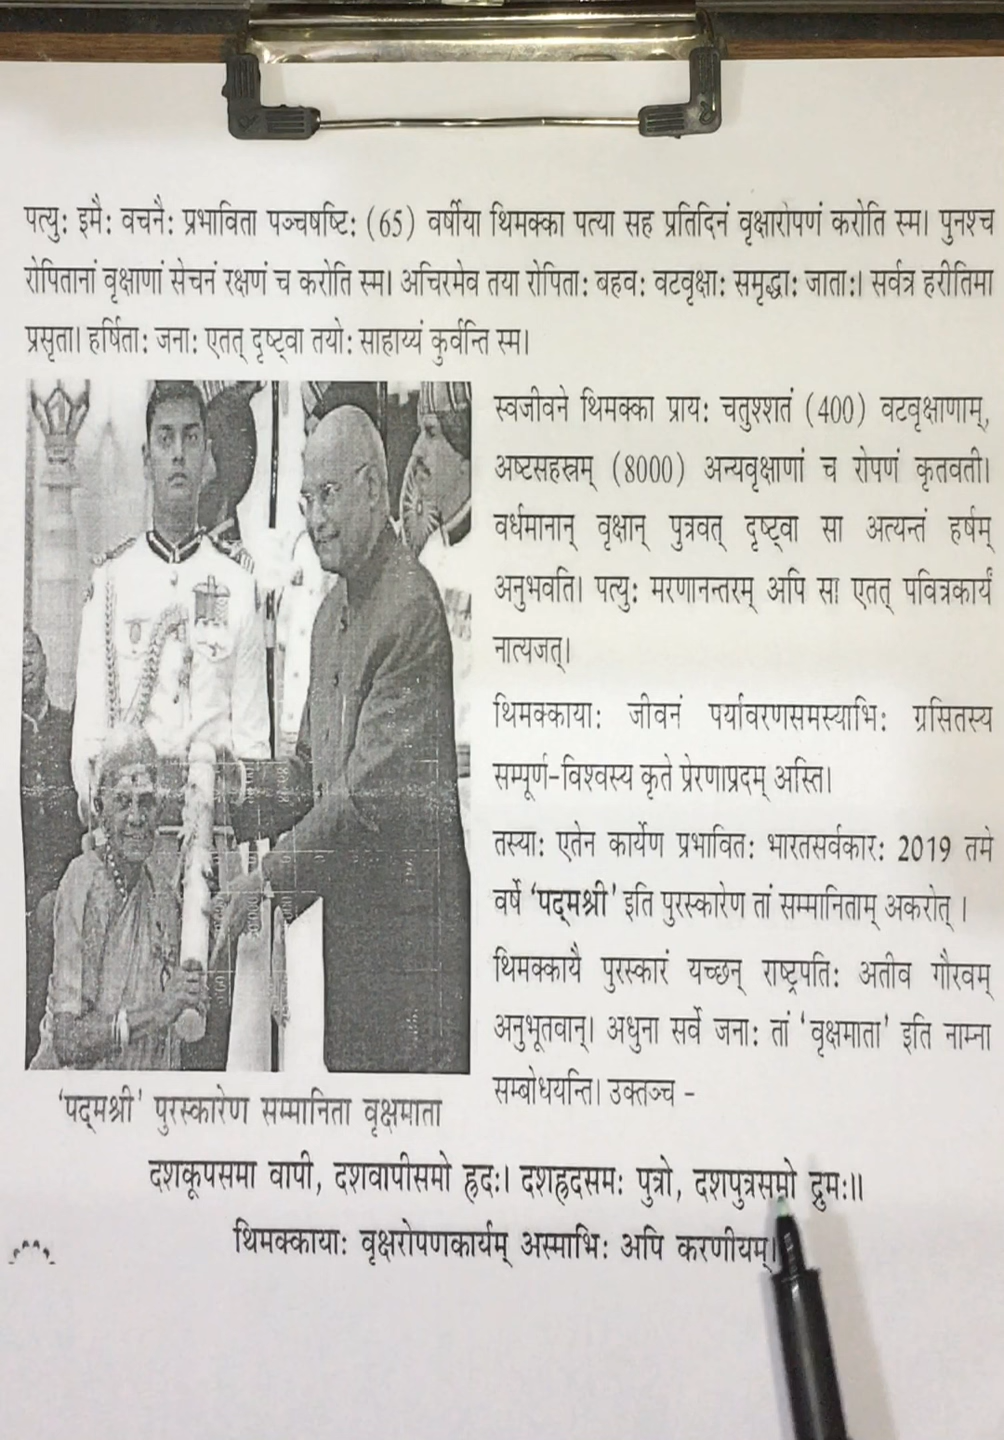 पत्युः इमैः वचनैः प्रभाविता पञ्चषष्टिः (65) वर्षीया थिमक्का पत्या सह प्रतिदिनं वृक्षारोपणं करोति स्म। पुनश्च
रोपितानां वृक्षाणां सेचनं रक्षणं च करोति स्म। अचिरमेव तया रोपिताः बहवः वटवृक्षाः समृद्धाः जाताः। सर्वत्र हरीतिमा
प्रसृता। हर्षिताः जनाः एतत् दृष्ट्वा तयोः साहाय्यं कुर्वन्ति स्म।
स्वजीवने थिमक्का प्रायः चतुश्शतं (400) वटवृक्षाणाम्,
अष्टसहस्रम् (8000) अन्यवृक्षाणां च रोपणं कृतवती।
वर्धमानान् वृक्षान् पुत्रवत् दृष्ट्वा सा अत्यन्तं हर्षम्
अनुभवति। पत्युः मरणानन्तरम् अपि सा एतत् पवित्रकार्यं
नात्यजत्।
थिमक्कायाः जीवनं पर्यावरणसमस्याभिः ग्रसितस्य
सम्पूर्ण-विश्वस्य कृते प्रेरणाप्रदम् अस्ति।
तस्याः एतेन कार्येण प्रभावितः भारतसर्वकारः 2019 तमे
वर्षे 'पद्मश्री' इति पुरस्कारेण तां सम्मानिताम् अकरोत् ।
थिमक्कायै पुरस्कारं यच्छन् राष्ट्रपतिः अतीव गौरवम्
अनुभूतवान्। अधुना सर्वे जनाः तां 'वृक्षमाता' इति नाम्ना
सम्बोधयन्ति। उक्तञ्च -
'पद्मश्री' पुरस्कारेण सम्मानिता वृक्षमाता
दशकूपसमा वापी, दशवापीसमो ह्रदः। दशह्रदसमः पुत्रो, दशपुत्रसमो द्रुमः॥
थिमक्कायाः वृक्षरोपणकार्यम् अस्माभिः अपि करणीयम्।